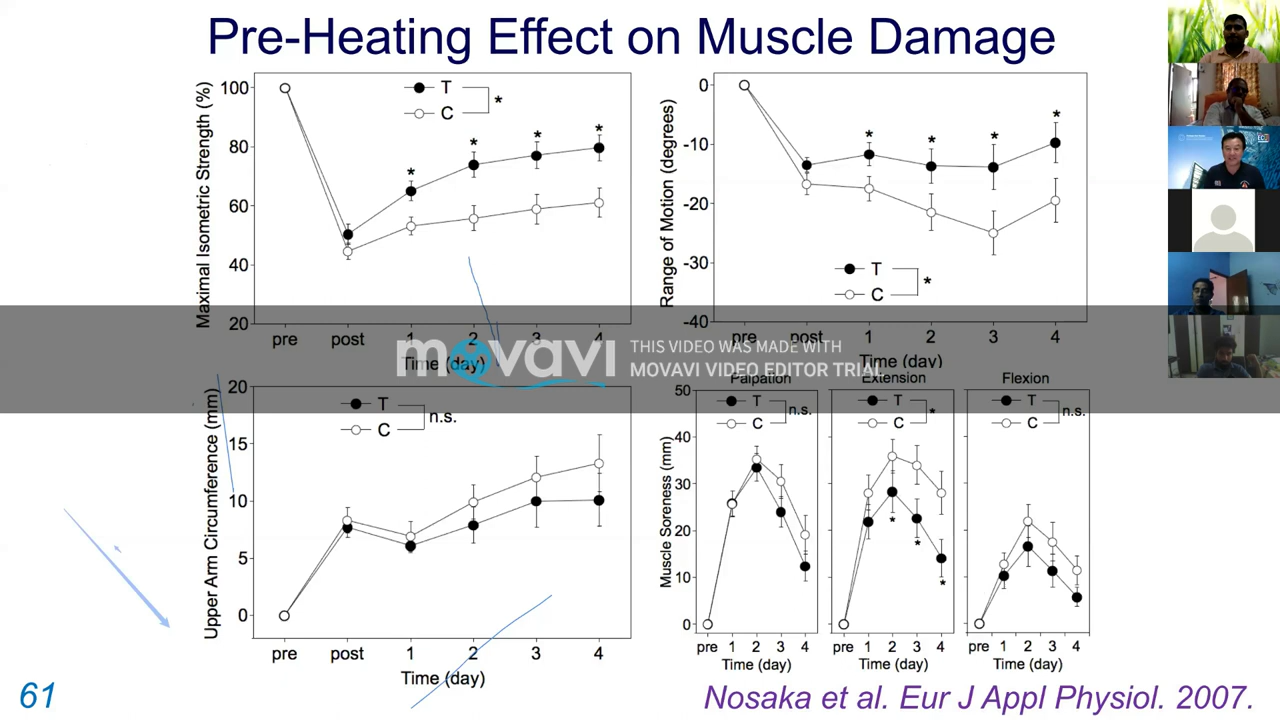 Pre-Heating Effect on Muscle Damage
Maximal Isometric Strength (%)
100
80
60
40
20
T
C
*
* * * *
pre post 1 2 3 4
Time (day)
Range of Motion (degrees)
0
-10
-20
-30
-40
* * * *
T
C
*
pre post 1 2 3 4
Time (day)
movavi
THIS VIDEO WAS MADE WITH
MOVAVI VIDEO EDITOR TRIAL
Upper Arm Circumference (mm)
20
15
10
5
0
T
C
n.s.
pre post 1 2 3 4
Time (day)
Muscle Soreness (mm)
50
40
30
20
10
0
Palpation
T
C
n.s.
pre 1 2 3 4
Time (day)
Extension
T
C
*
* * *
pre 1 2 3 4
Time (day)
Flexion
T
C
n.s.
pre 1 2 3 4
Time (day)
61
Nosaka et al. Eur J Appl Physiol. 2007.